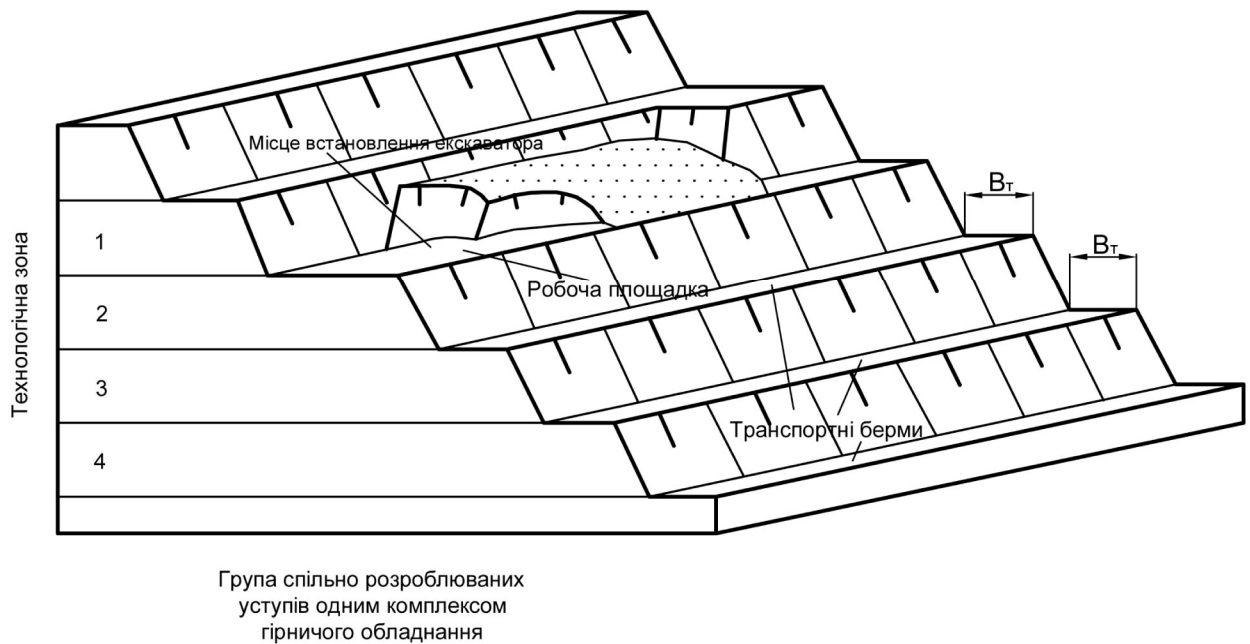 Місце встановлення екскаватора
Вт
Вт
Технологічна зона
1
2
3
4
Робоча площадка
Транспортні берми
Група спільно розроблюваних
уступів одним комплексом
гірничого обладнання